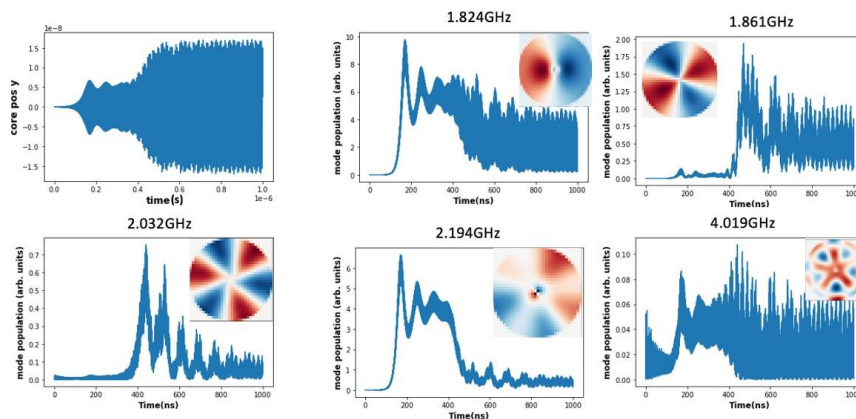 1e-8
1.5
1.0
0.5
0.0
-0.5
-1.0
-1.5
core pos y
0.0 0.2 0.4 0.6 0.8 1.0
time(s)
1e-6
1.824GHz
10
8
6
4
2
0
mode population (arb. units)
0 200 400 600 800 1000
Time(ns)
1.861GHz
2.00
1.75
1.50
1.25
1.00
0.75
0.50
0.25
0.00
mode population (arb. units)
0 200 400 600 800 1000
Time(ns)
2.032GHz
0.7
0.6
0.5
0.4
0.3
0.2
0.1
0.0
mode population (arb. units)
0 200 400 600 800 1000
Time(ns)
2.194GHz
6
5
4
3
2
1
0
mode population (arb. units)
0 200 400 600 800 1000
Time(ns)
4.019GHz
0.10
0.08
0.06
0.04
0.02
0.00
mode population (arb. units)
0 200 400 600 800 1000
Time(ns)